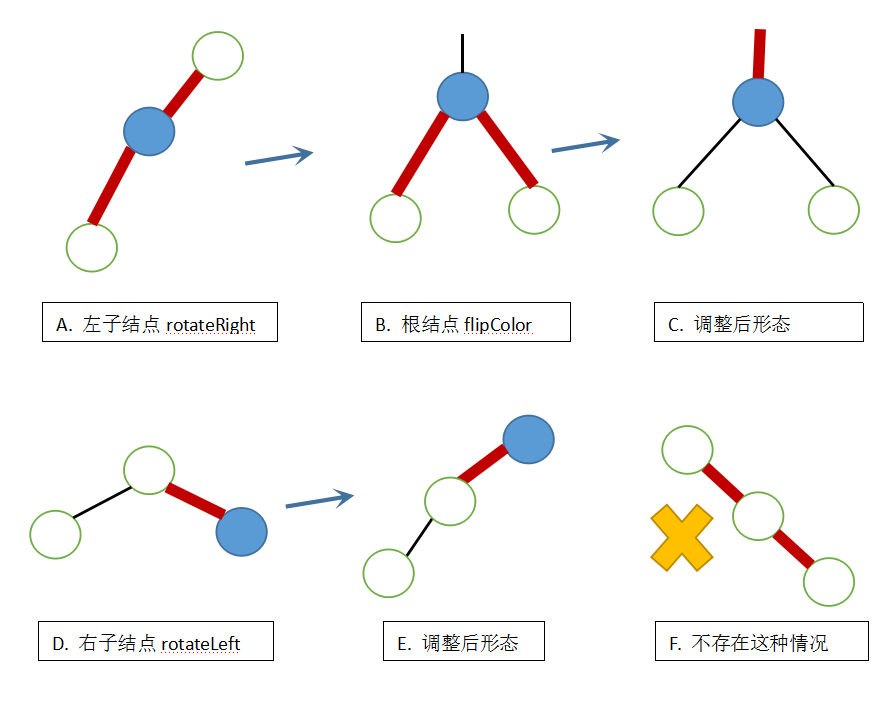 A. 左子结点 rotateRight
B. 根结点 flipColor
C. 调整后形态
D. 右子结点 rotateLeft
E. 调整后形态
F. 不存在这种情况